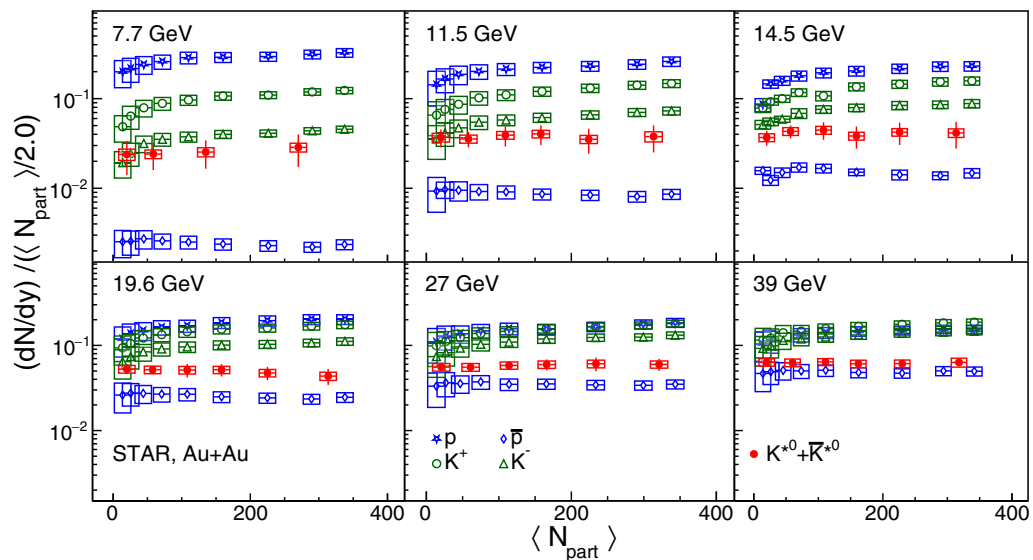 (dN/dy) /(⟨ N_part ⟩/2.0)
7.7 GeV 11.5 GeV 14.5 GeV
10⁻¹
10⁻²
19.6 GeV 27 GeV 39 GeV
10⁻¹
10⁻²
STAR, Au+Au
p p̅
K⁺ K⁻
K*⁰+K̅*⁰
0 200 400 0 200 400 0 200 400
⟨ N_part ⟩